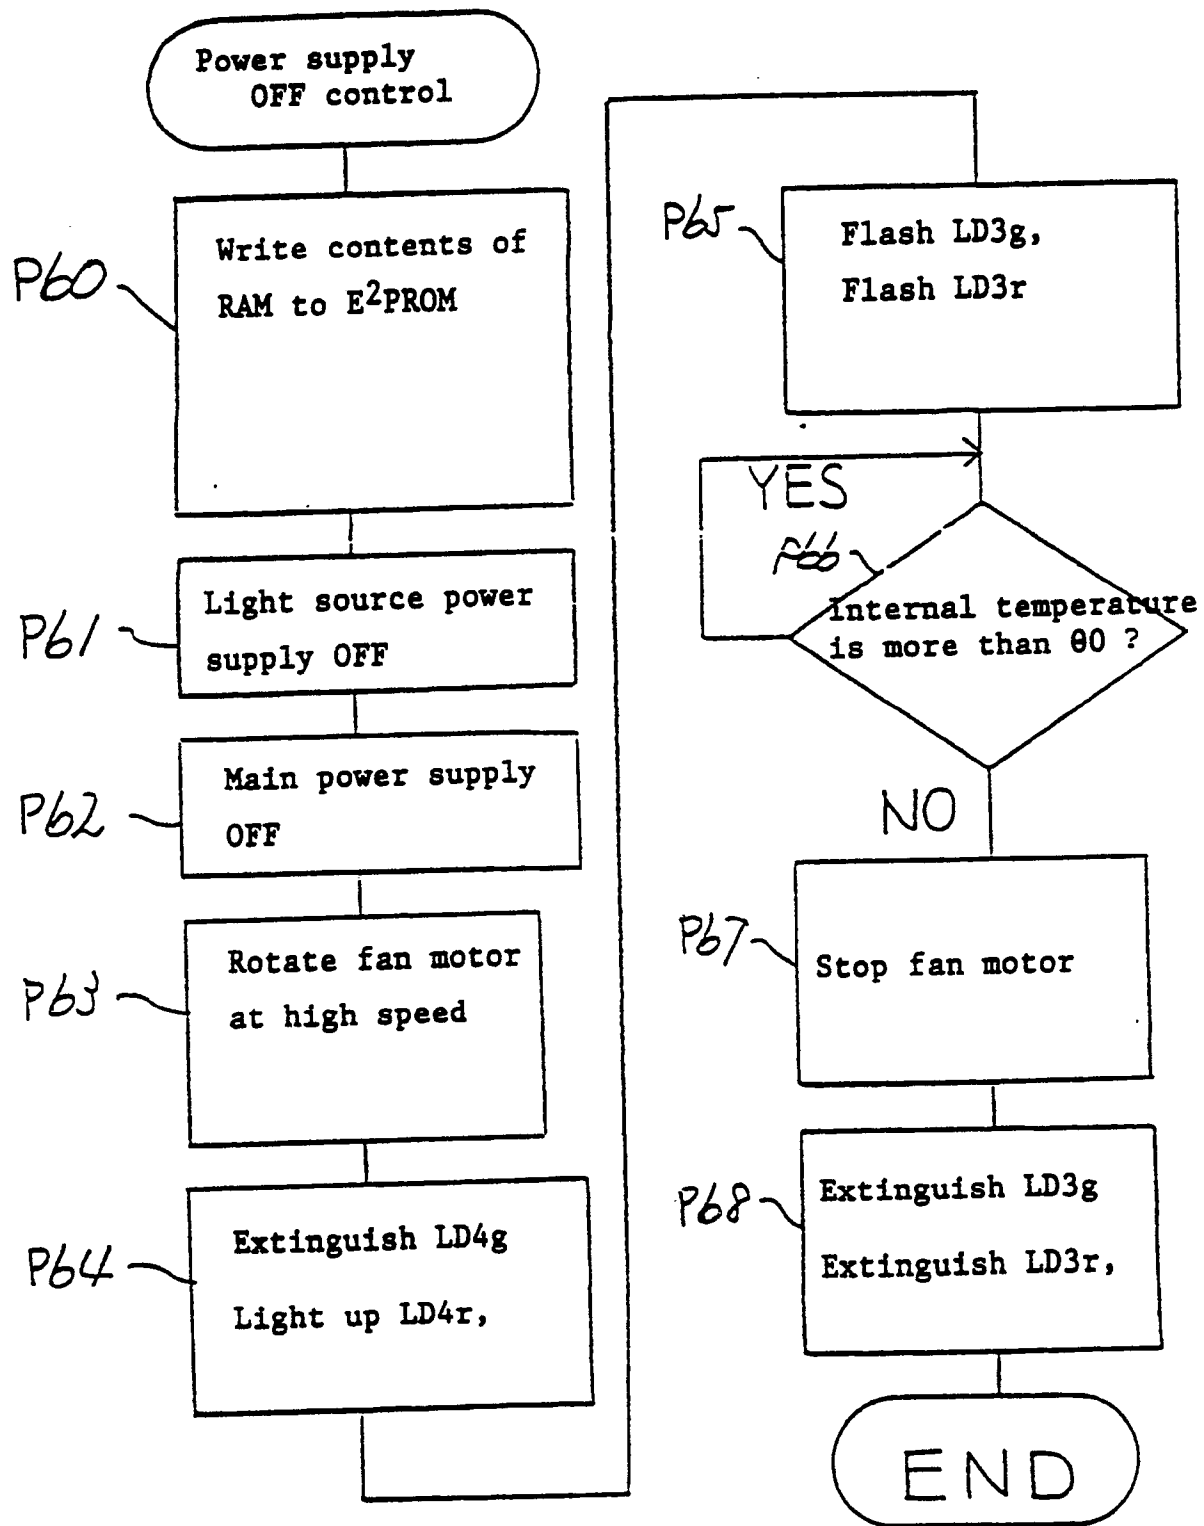 Power supply
OFF control
P60
Write contents of
RAM to E²PROM
P61
Light source power
supply OFF
P62
Main power supply
OFF
P63
Rotate fan motor
at high speed
P64
Extinguish LD4g
Light up LD4r,
P65
Flash LD3g,
Flash LD3r
YES
P66
Internal temperature
is more than θ0 ?
NO
P67
Stop fan motor
P68
Extinguish LD3g
Extinguish LD3r,
END